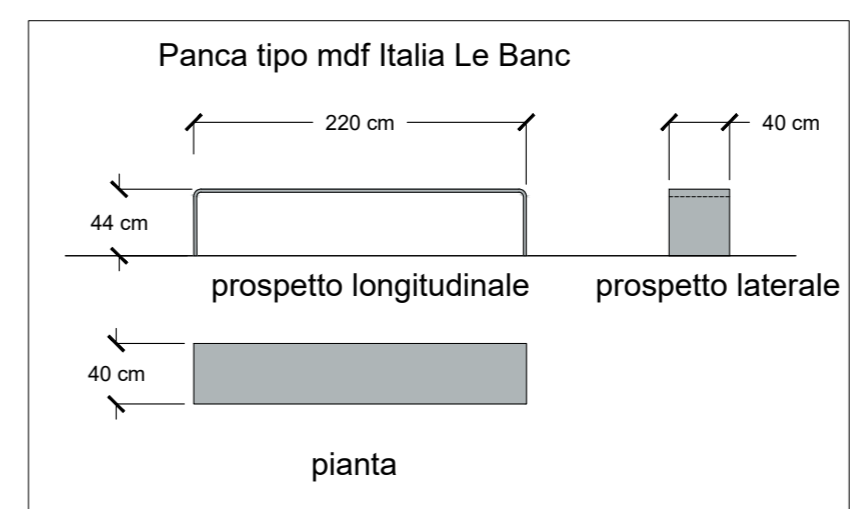 Panca tipo mdf Italia Le Banc
220 cm
40 cm
44 cm
prospetto longitudinale
prospetto laterale
40 cm
pianta